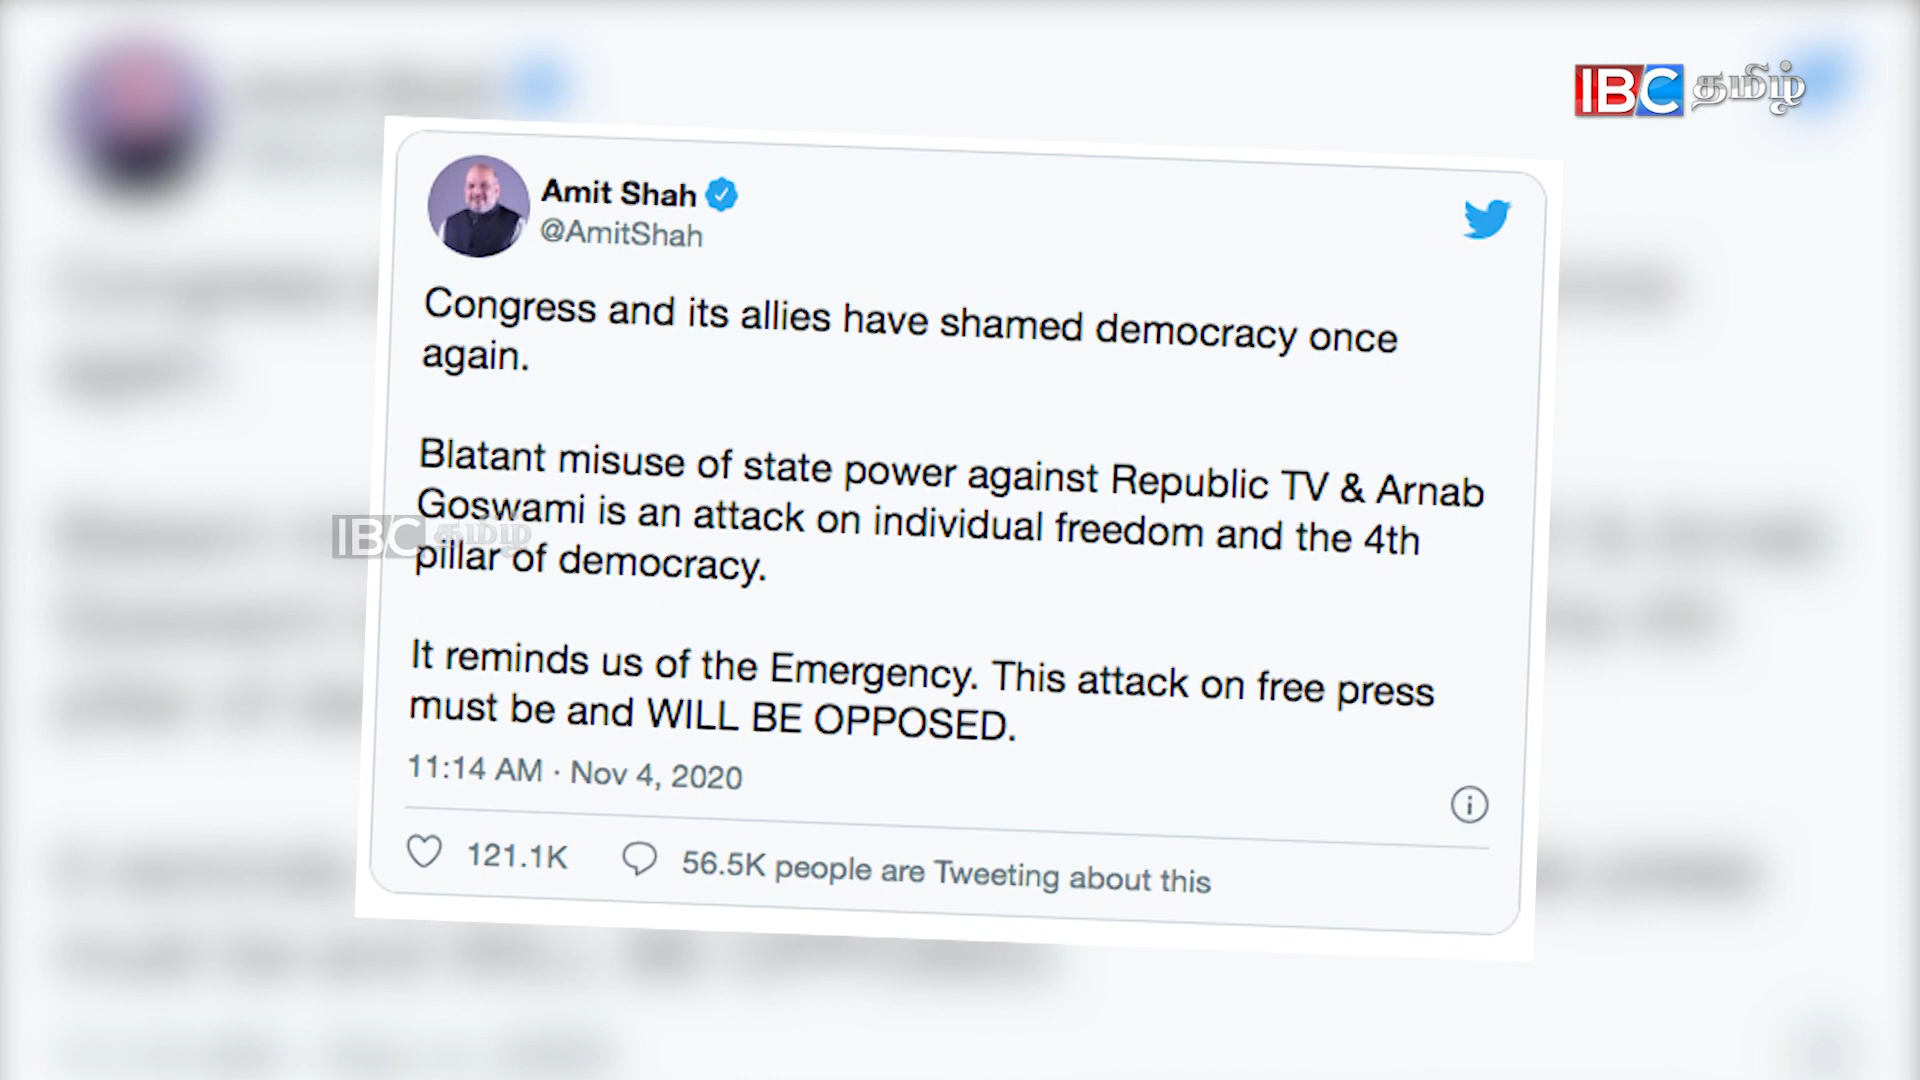 IBC தமிழ்
Amit Shah
@AmitShah
Congress and its allies have shamed democracy once
again.
Blatant misuse of state power against Republic TV & Arnab
Goswami is an attack on individual freedom and the 4th
pillar of democracy.
IBC தமிழ்
It reminds us of the Emergency. This attack on free press
must be and WILL BE OPPOSED.
11:14 AM · Nov 4, 2020
121.1K 56.5K people are Tweeting about this